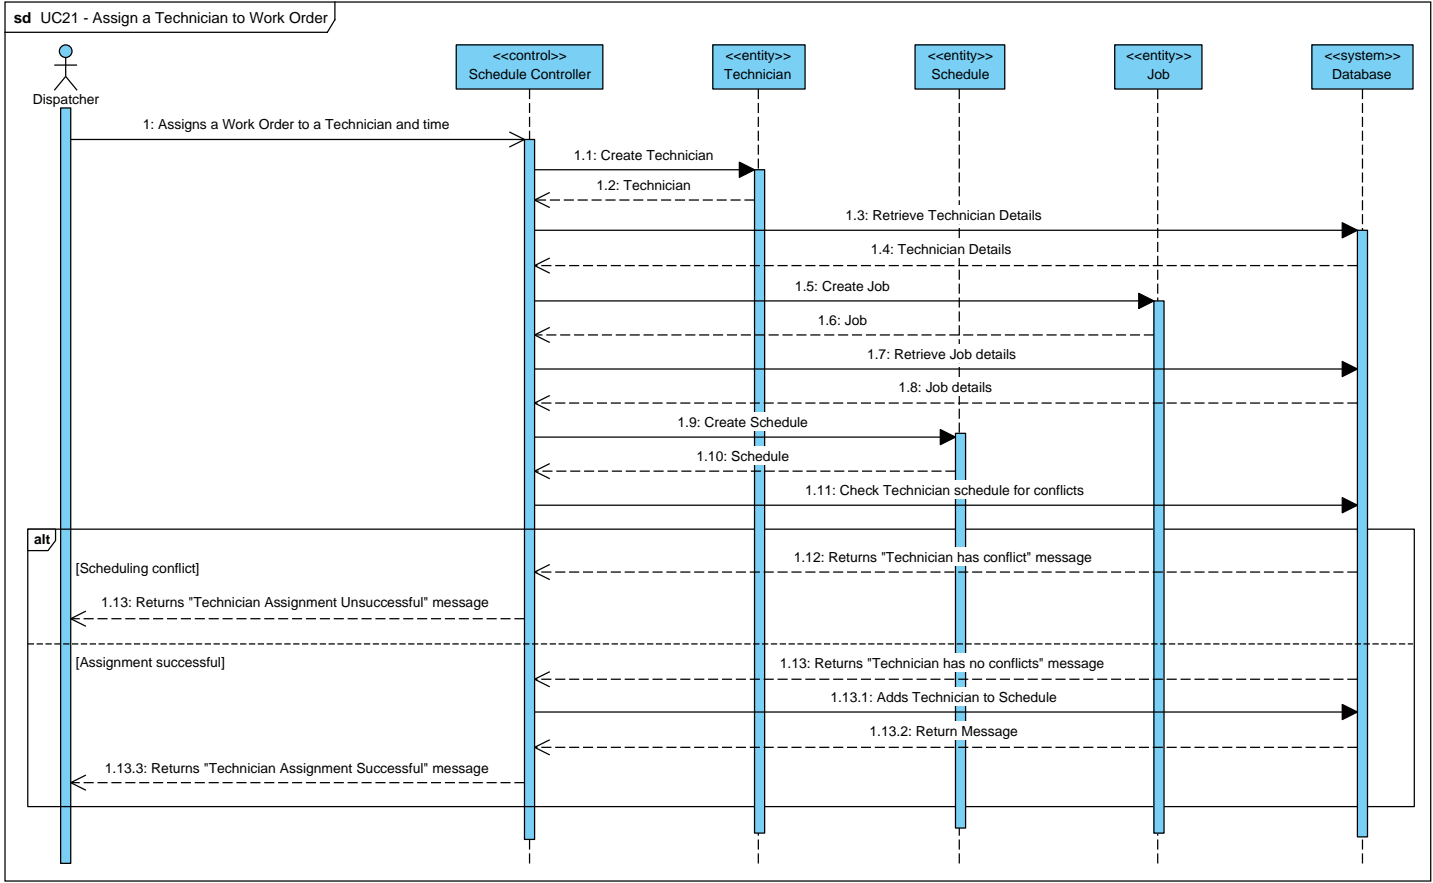 sd UC21 - Assign a Technician to Work Order
Dispatcher
<<control>>
Schedule Controller
<<entity>>
Technician
<<entity>>
Schedule
<<entity>>
Job
<<system>>
Database
1: Assigns a Work Order to a Technician and time
1.1: Create Technician
1.2: Technician
1.3: Retrieve Technician Details
1.4: Technician Details
1.5: Create Job
1.6: Job
1.7: Retrieve Job details
1.8: Job details
1.9: Create Schedule
1.10: Schedule
1.11: Check Technician schedule for conflicts
alt
[Scheduling conflict]
1.12: Returns "Technician has conflict" message
1.13: Returns "Technician Assignment Unsuccessful" message
[Assignment successful]
1.13: Returns "Technician has no conflicts" message
1.13.1: Adds Technician to Schedule
1.13.2: Return Message
1.13.3: Returns "Technician Assignment Successful" message